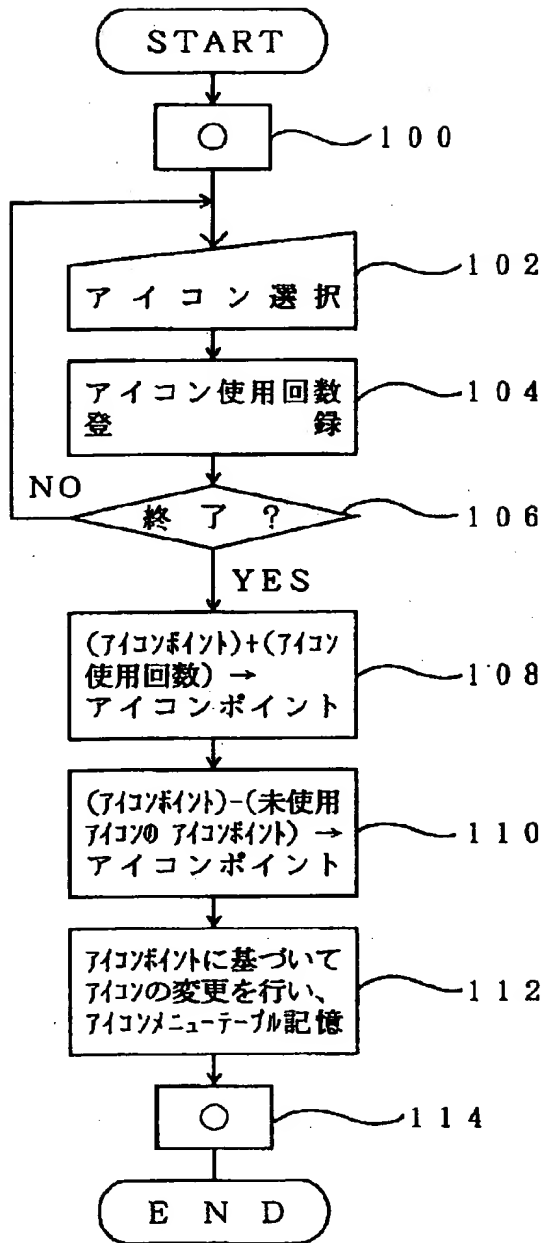 START
○
100
アイコン選択
102
アイコン使用回数
登録
104
NO
終了?
106
YES
(アイコンポイント)+(アイコン
使用回数) →
アイコンポイント
108
(アイコンポイント)−(未使用
アイコンの アイコンポイント) →
アイコンポイント
110
アイコンポイントに基づいて
アイコンの変更を行い、
アイコンメニューテーブル記憶
112
○
114
END